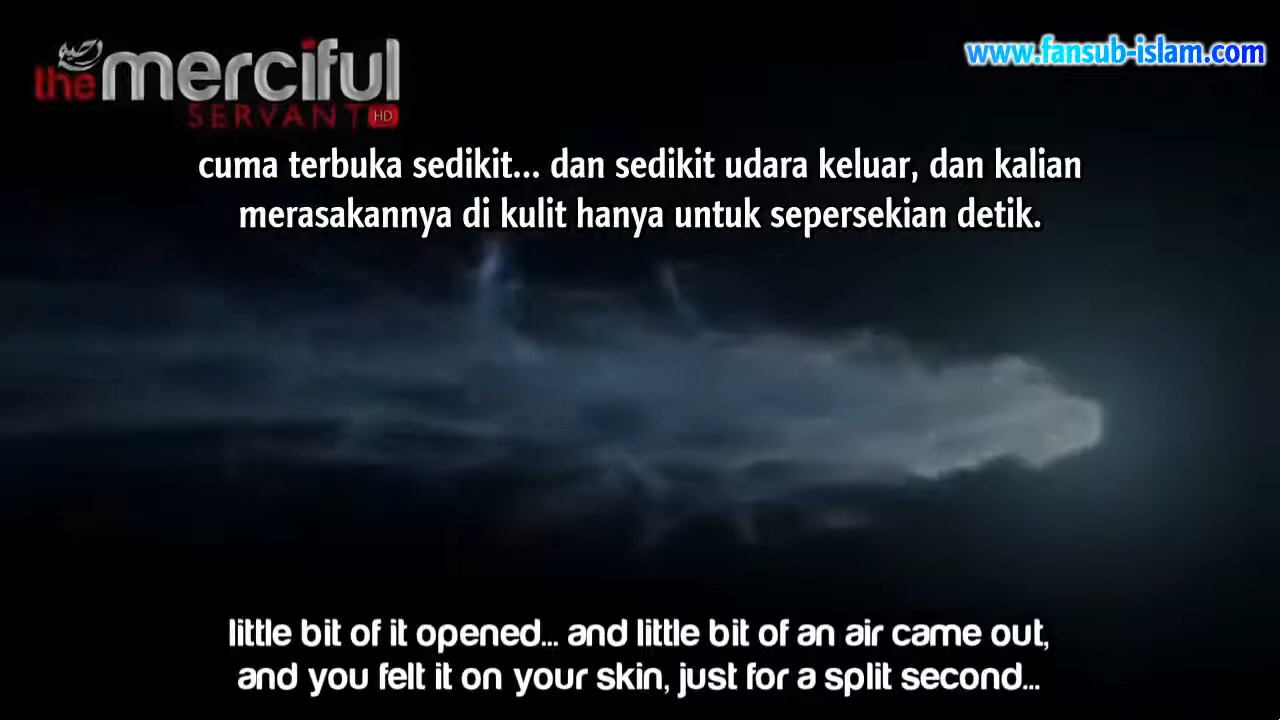 the merciful
SERVANT HD
www.fansub-islam.com
cuma terbuka sedikit... dan sedikit udara keluar, dan kalian
merasakannya di kulit hanya untuk sepersekian detik.
little bit of it opened... and little bit of an air came out,
and you felt it on your skin, just for a split second...